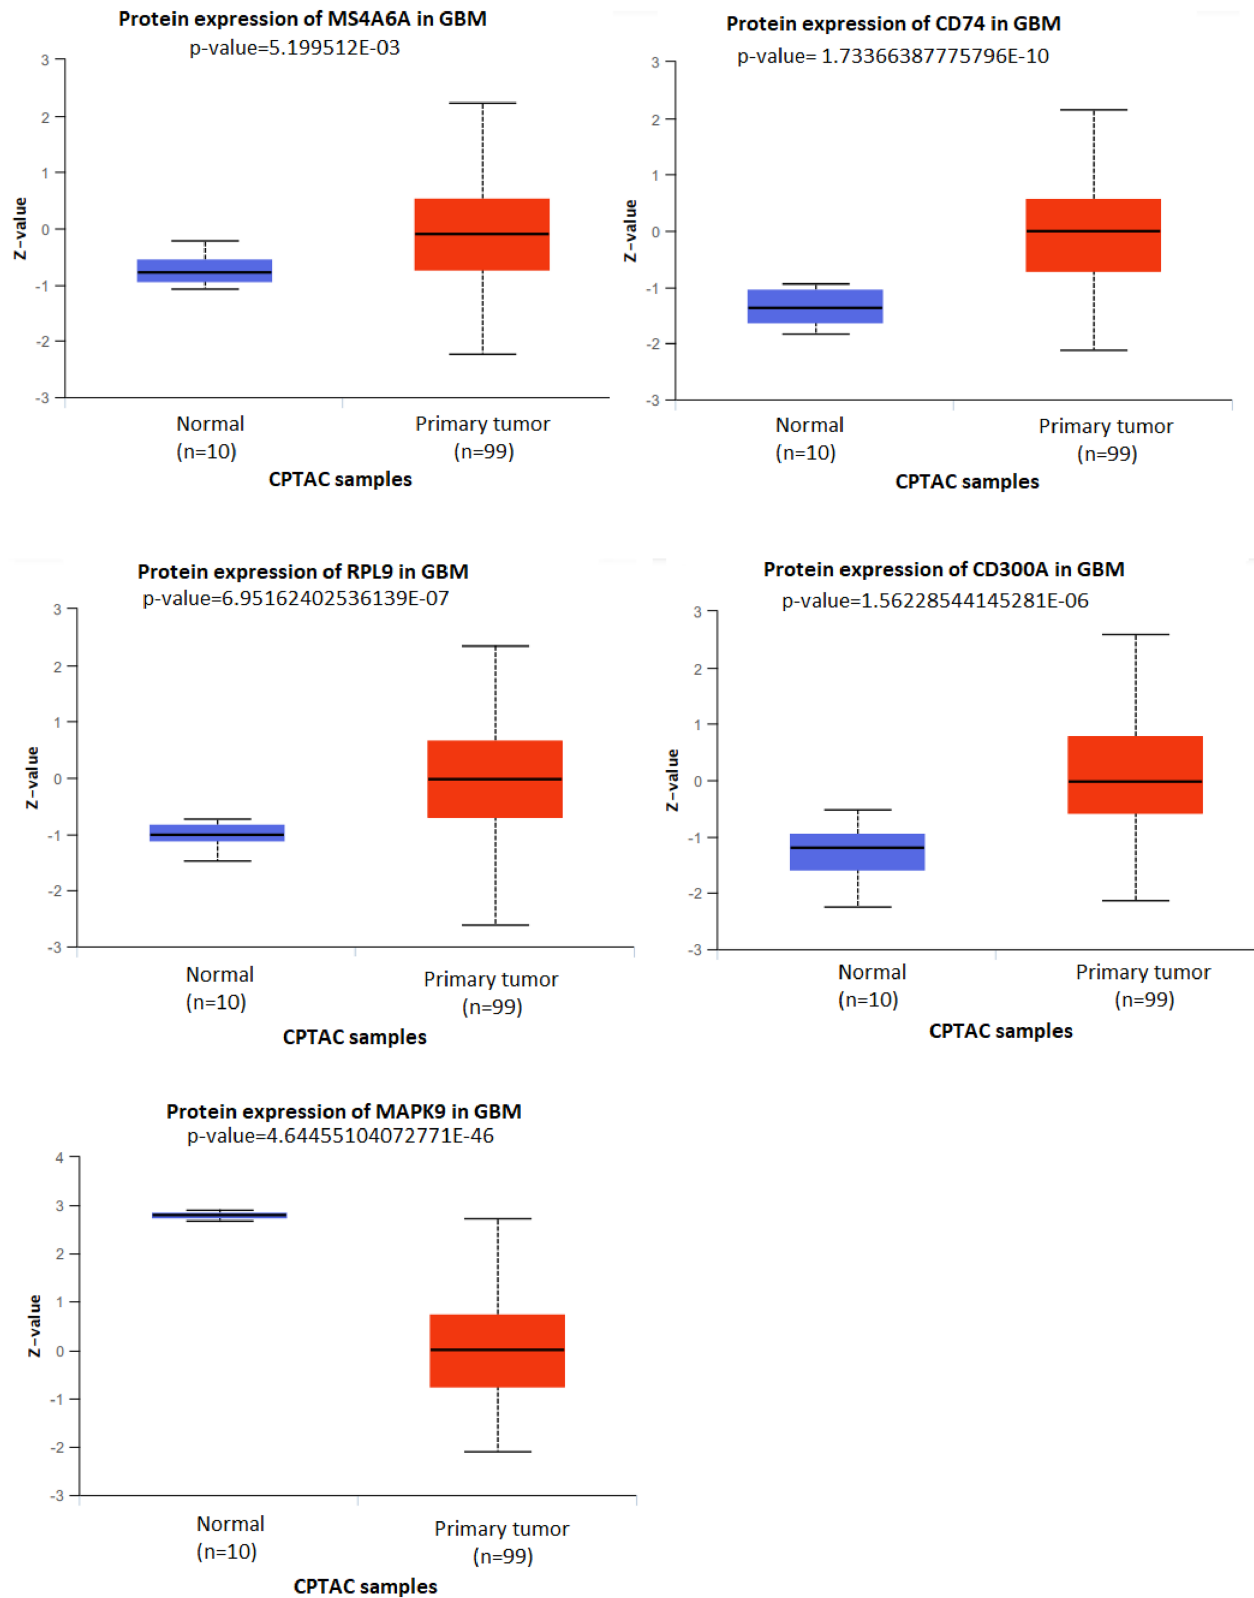 Protein expression of MS4A6A in GBM
p-value=5.199512E-03
3
2
1
0
-1
-2
-3
Z-value
Normal
(n=10)
Primary tumor
(n=99)
CPTAC samples
Protein expression of CD74 in GBM
p-value= 1.73366387775796E-10
3
2
1
0
-1
-2
-3
Z-value
Normal
(n=10)
Primary tumor
(n=99)
CPTAC samples
Protein expression of RPL9 in GBM
p-value=6.95162402536139E-07
3
2
1
0
-1
-2
-3
Z-value
Normal
(n=10)
Primary tumor
(n=99)
CPTAC samples
Protein expression of CD300A in GBM
p-value=1.56228544145281E-06
3
2
1
0
-1
-2
-3
Z-value
Normal
(n=10)
Primary tumor
(n=99)
CPTAC samples
Protein expression of MAPK9 in GBM
p-value=4.64455104072771E-46
4
3
2
1
0
-1
-2
-3
Z-value
Normal
(n=10)
Primary tumor
(n=99)
CPTAC samples